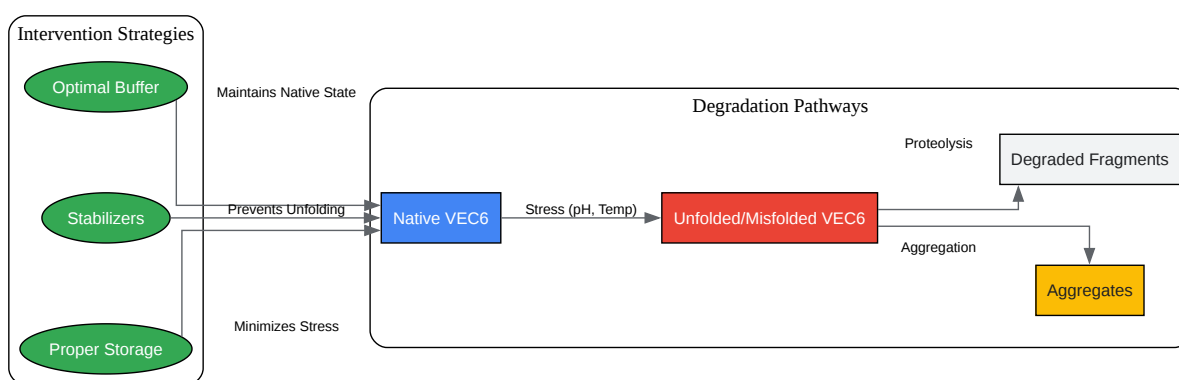 Intervention Strategies
Optimal Buffer
Maintains Native State
Degradation Pathways
Proteolysis
Degraded Fragments
Stabilizers
Prevents Unfolding
Native VEC6
Stress (pH, Temp)
Unfolded/Misfolded VEC6
Aggregation
Aggregates
Minimizes Stress
Proper Storage